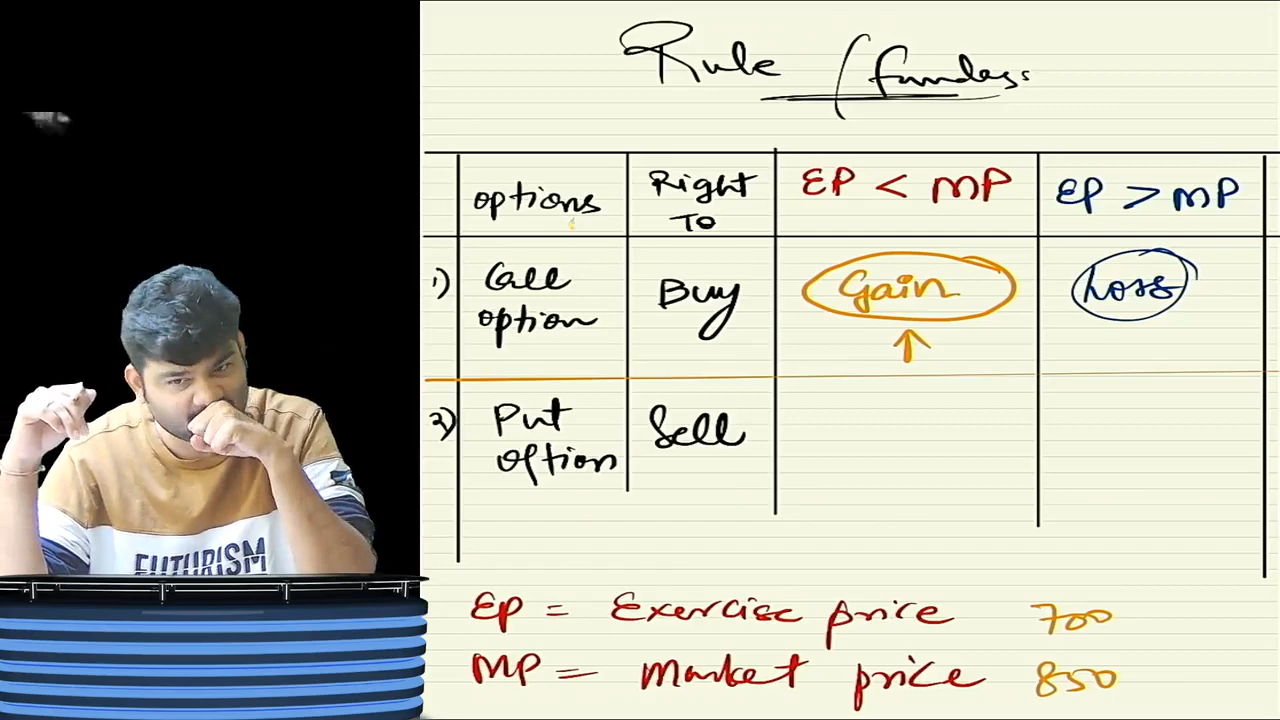 Rule / fundas:
options
Right To
EP < MP
EP > MP
1) Call option
Buy
Gain
Loss
2) Put option
Sell
EP = Exercise price 700
MP = Market price 850
FUTURISM